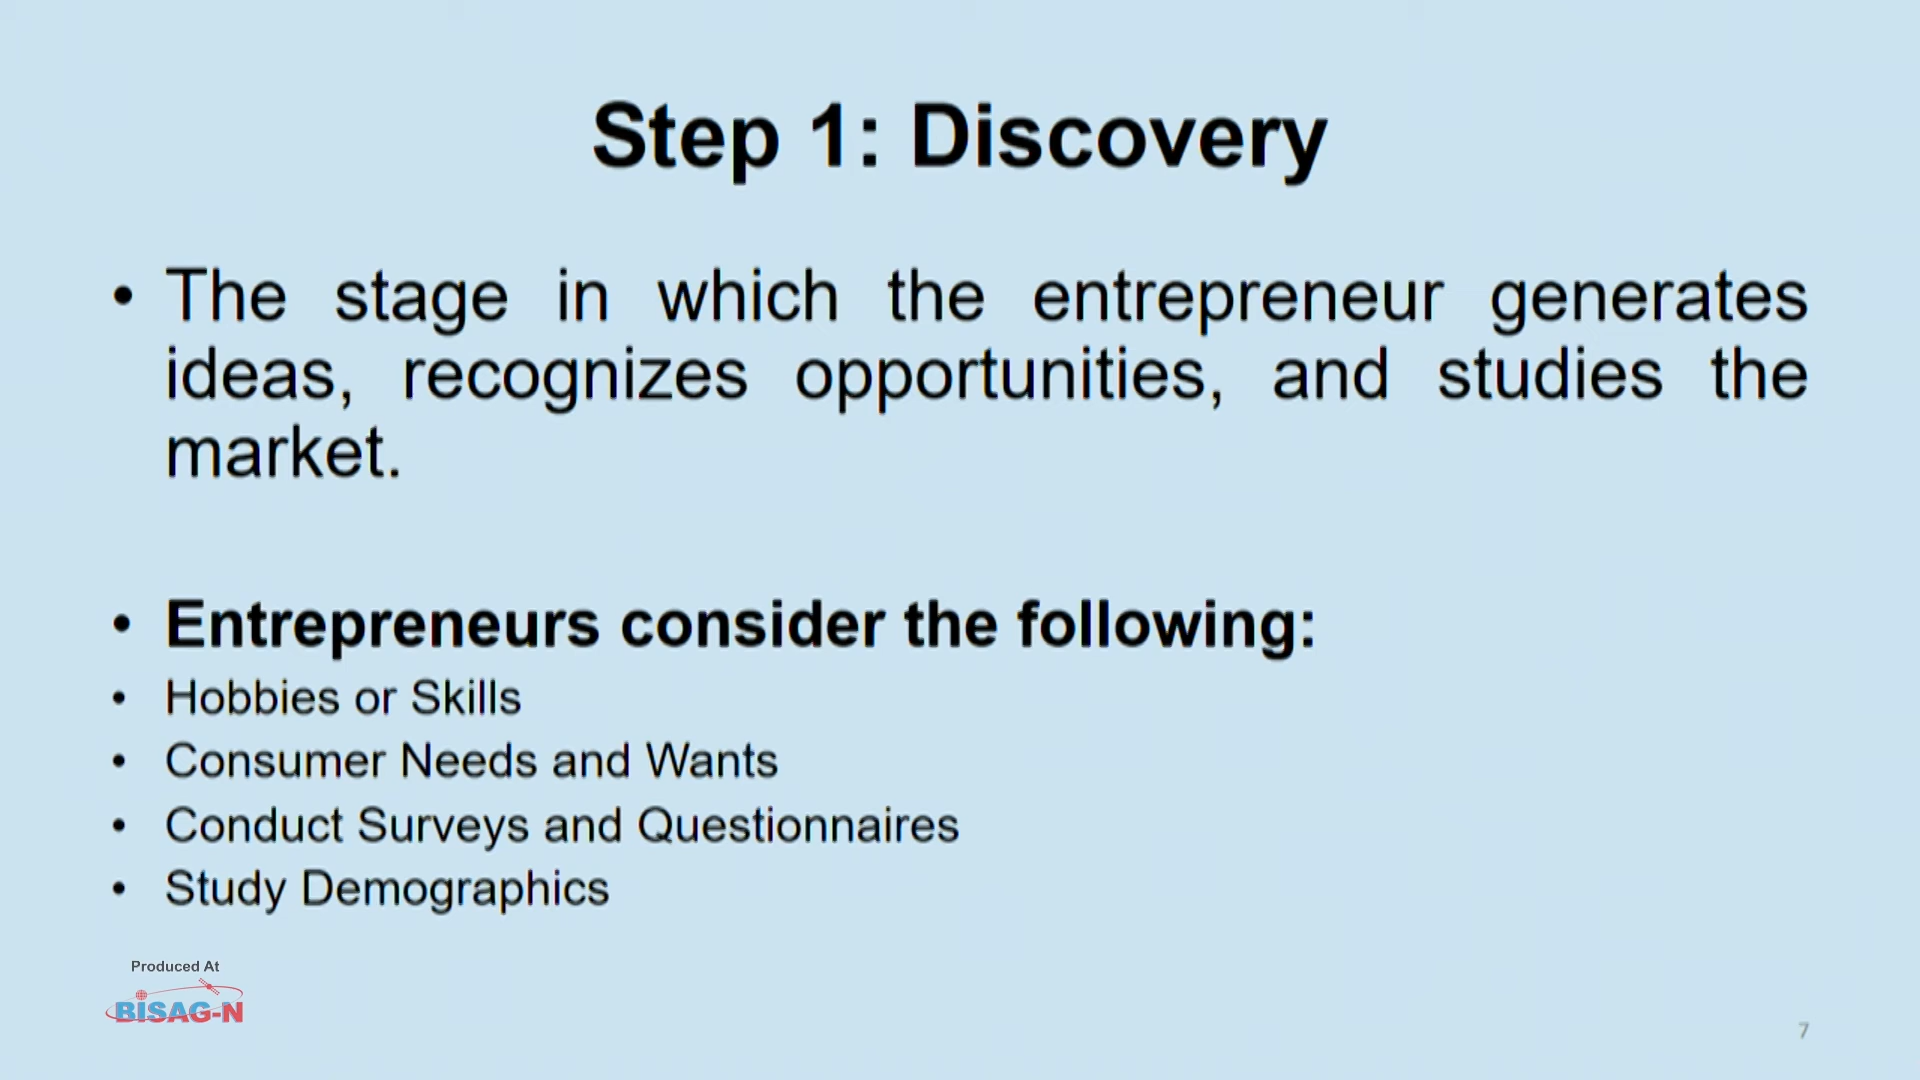 Step 1: Discovery
• The stage in which the entrepreneur generates
ideas, recognizes opportunities, and studies the
market.
• Entrepreneurs consider the following:
• Hobbies or Skills
• Consumer Needs and Wants
• Conduct Surveys and Questionnaires
• Study Demographics
Produced At
BISAG-N
7